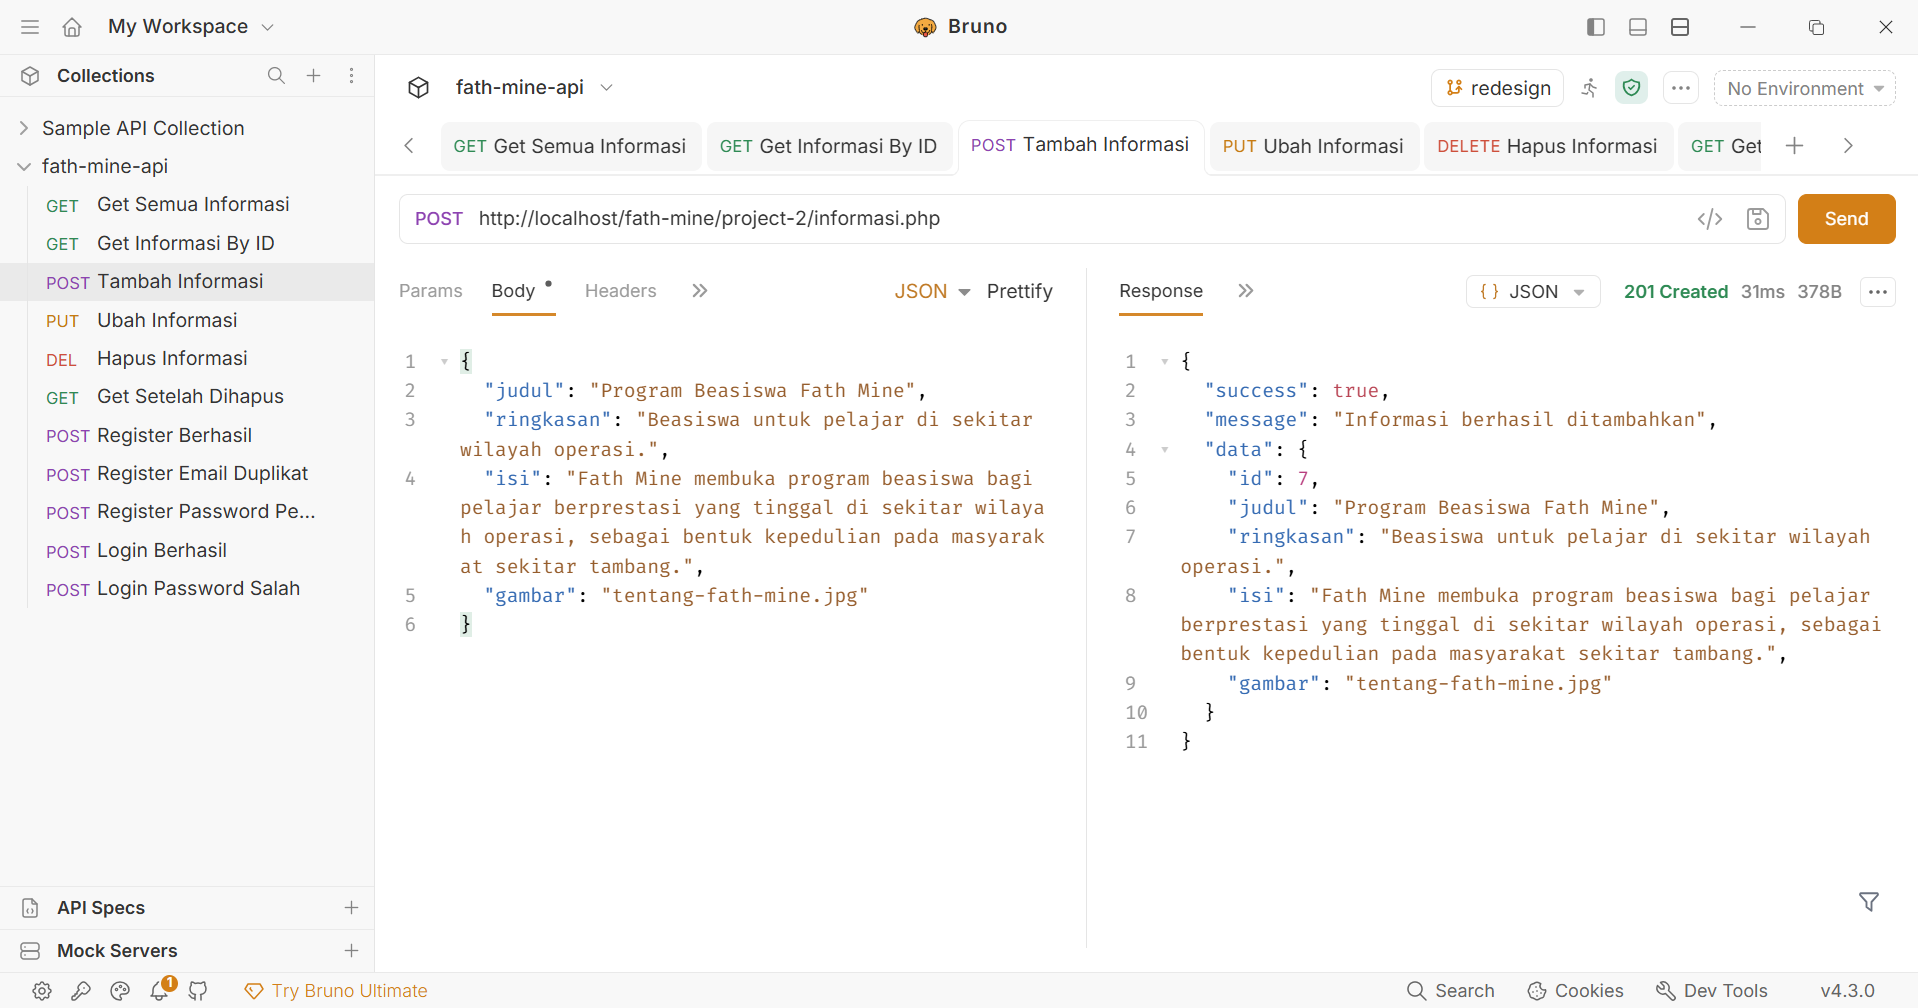 My Workspace
Bruno
Collections
fath-mine-api
redesign
No Environment
Sample API Collection
fath-mine-api
GET Get Semua Informasi
GET Get Informasi By ID
POST Tambah Informasi
PUT Ubah Informasi
DEL Hapus Informasi
GET Get Setelah Dihapus
POST Register Berhasil
POST Register Email Duplikat
POST Register Password Pe...
POST Login Berhasil
POST Login Password Salah
GET Get Semua Informasi
GET Get Informasi By ID
POST Tambah Informasi
PUT Ubah Informasi
DELETE Hapus Informasi
GET Get
POST http://localhost/fath-mine/project-2/informasi.php
Send
Params
Body
Headers
JSON
Prettify
1 {
2 "judul": "Program Beasiswa Fath Mine",
3 "ringkasan": "Beasiswa untuk pelajar di sekitar
wilayah operasi.",
4 "isi": "Fath Mine membuka program beasiswa bagi
pelajar berprestasi yang tinggal di sekitar wilaya
h operasi, sebagai bentuk kepedulian pada masyarak
at sekitar tambang.",
5 "gambar": "tentang-fath-mine.jpg"
6 }
Response
{ } JSON
201 Created 31ms 378B
1 {
2 "success": true,
3 "message": "Informasi berhasil ditambahkan",
4 "data": {
5 "id": 7,
6 "judul": "Program Beasiswa Fath Mine",
7 "ringkasan": "Beasiswa untuk pelajar di sekitar wilayah
operasi.",
8 "isi": "Fath Mine membuka program beasiswa bagi pelajar
berprestasi yang tinggal di sekitar wilayah operasi, sebagai
bentuk kepedulian pada masyarakat sekitar tambang.",
9 "gambar": "tentang-fath-mine.jpg"
10 }
11 }
API Specs
Mock Servers
1
Try Bruno Ultimate
Search
Cookies
Dev Tools
v4.3.0